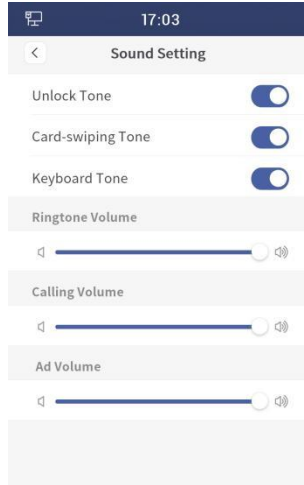 17:03
Sound Setting
Unlock Tone
Card-swiping Tone
Keyboard Tone
Ringtone Volume
Calling Volume
Ad Volume